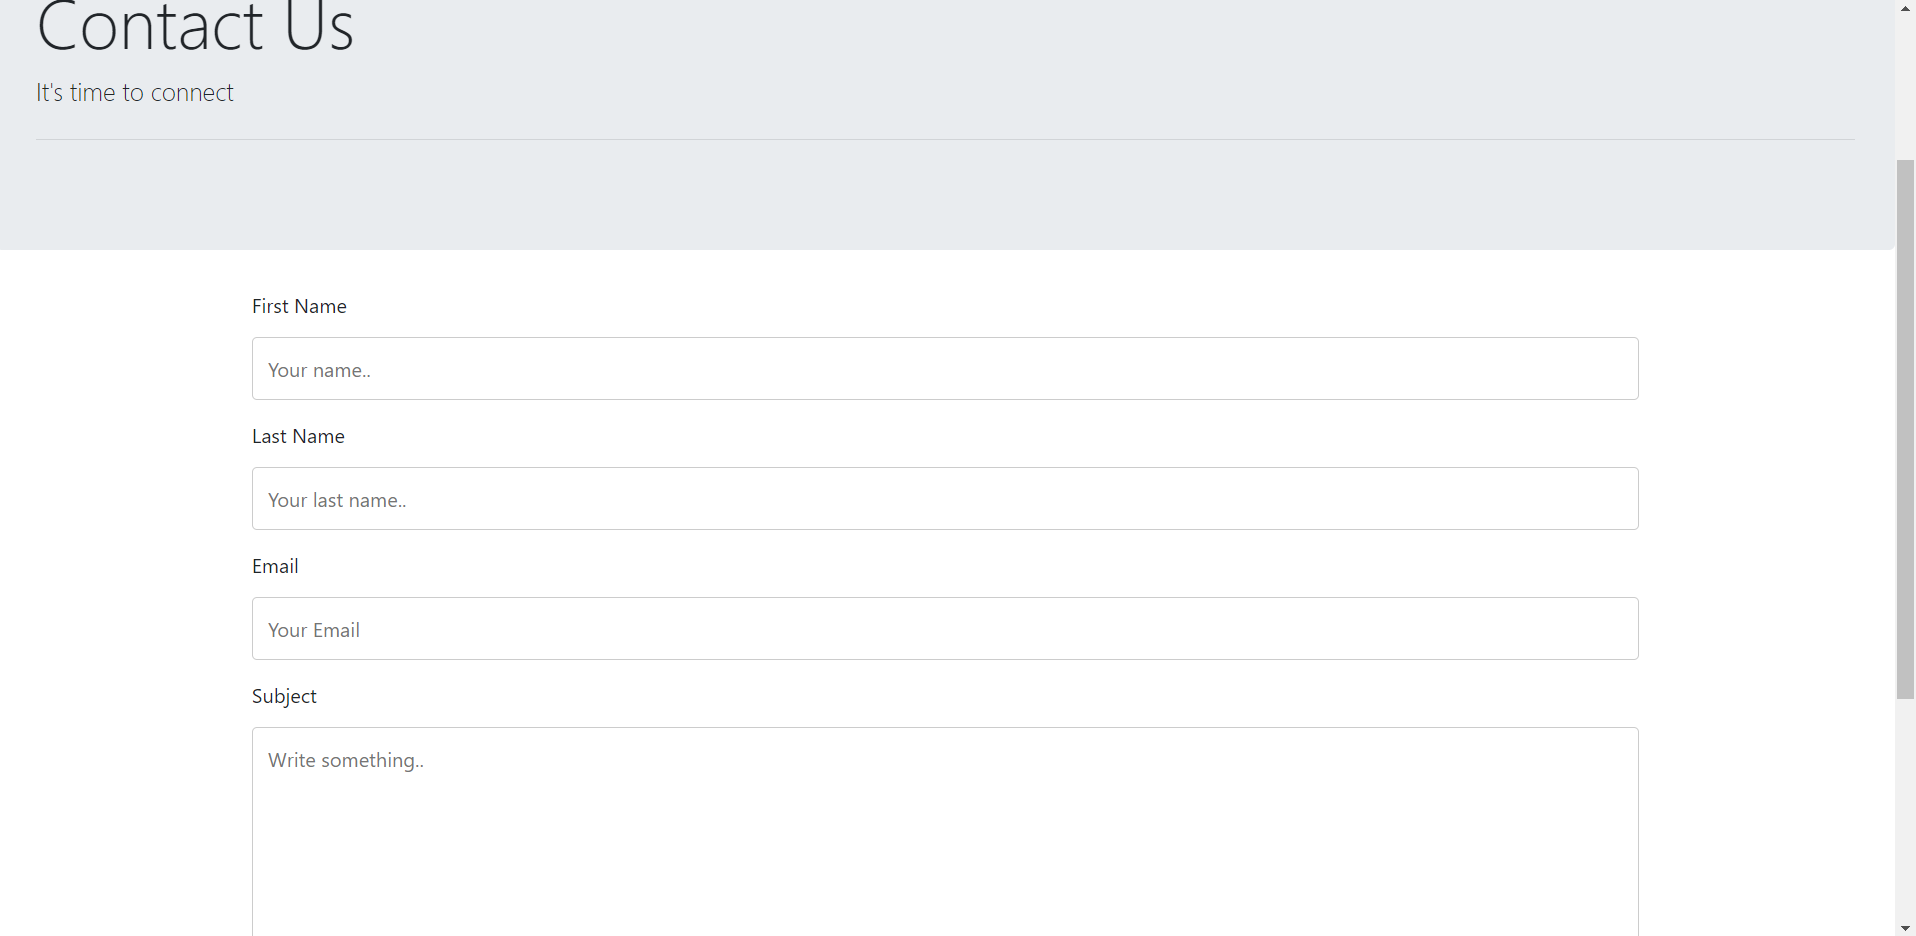 Contact Us
It's time to connect
First Name
Your name..
Last Name
Your last name..
Email
Your Email
Subject
Write something..